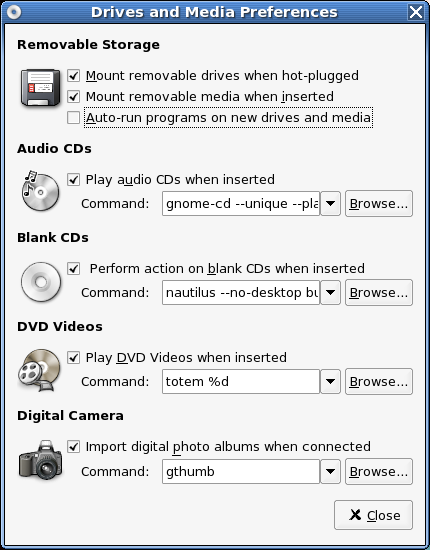 Drives and Media Preferences
Removable Storage
Mount removable drives when hot-plugged
Mount removable media when inserted
Auto-run programs on new drives and media
Audio CDs
Play audio CDs when inserted
Command: gnome-cd --unique --pla Browse...
Blank CDs
Perform action on blank CDs when inserted
Command: nautilus --no-desktop bu Browse...
DVD Videos
Play DVD Videos when inserted
Command: totem %d Browse...
Digital Camera
Import digital photo albums when connected
Command: gthumb Browse...
Close